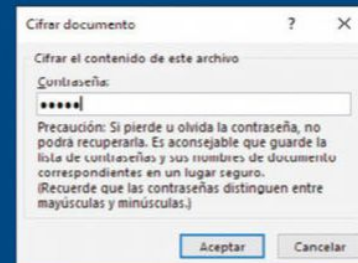 Cifrar documento ? ×
Cifrar el contenido de este archivo
Contraseña:
•••••
Precaución: Si pierde u olvida la contraseña, no
podrá recuperarla. Es aconsejable que guarde la
lista de contraseñas y sus nombres de documento
correspondientes en un lugar seguro.
(Recuerde que las contraseñas distinguen entre
mayúsculas y minúsculas.)
Aceptar Cancelar